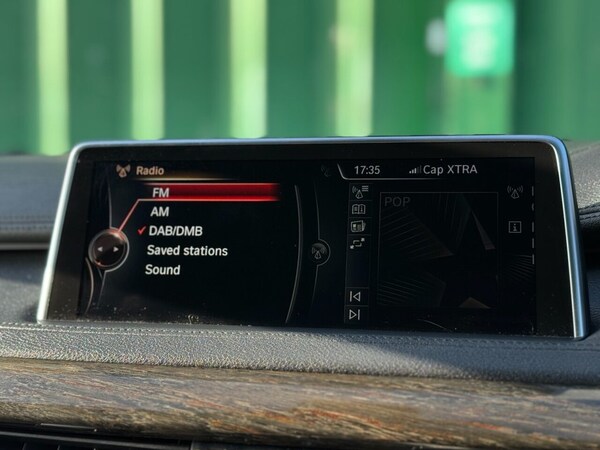 Radio
17:35
Cap XTRA
FM
AM
DAB/DMB
Saved stations
Sound
POP